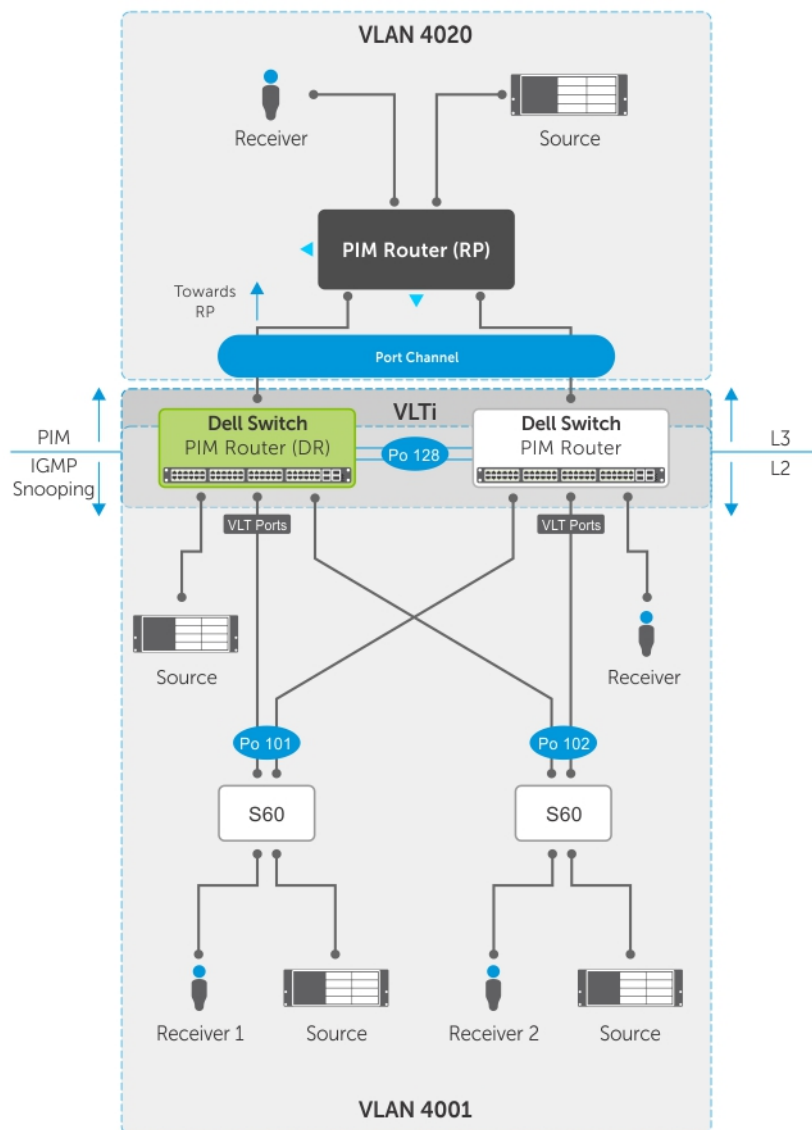 VLAN 4020
Receiver
Source
PIM Router (RP)
Towards
RP
Port Channel
VLTi
PIM
IGMP
Snooping
Dell Switch
PIM Router (DR)
Po 128
Dell Switch
PIM Router
L3
L2
VLT Ports
VLT Ports
Source
Receiver
Po 101
Po 102
S60
S60
Receiver 1
Source
Receiver 2
Source
VLAN 4001